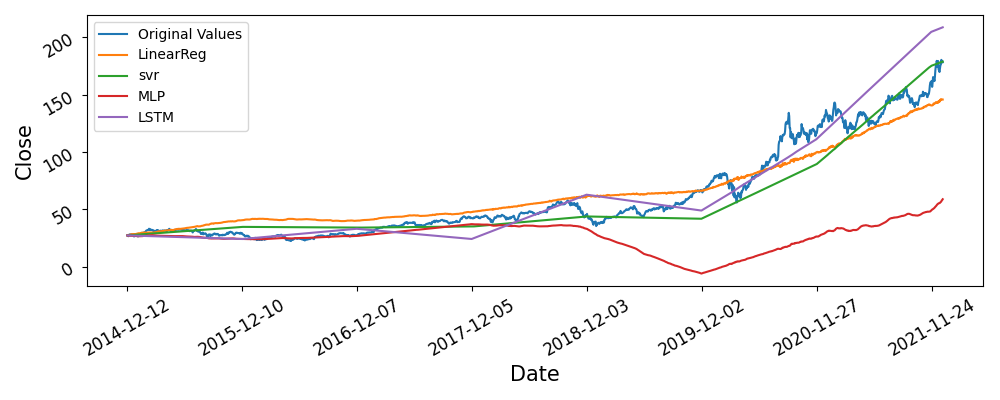 Original Values
LinearReg
svr
MLP
LSTM
Close
200
150
100
50
0
2014-12-12
2015-12-10
2016-12-07
2017-12-05
2018-12-03
2019-12-02
2020-11-27
2021-11-24
Date